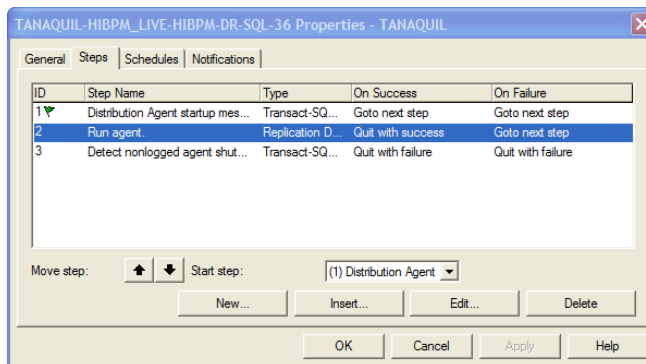 TANAQUIL-HIBPM_LIVE-HIBPM-DR-SQL-36 Properties - TANAQUIL
General Steps Schedules Notifications
ID Step Name Type On Success On Failure
1 Distribution Agent startup mes... Transact-SQ... Goto next step Goto next step
2 Run agent. Replication D... Quit with success Goto next step
3 Detect nonlogged agent shut... Transact-SQ... Quit with failure Quit with failure
Move step: Start step: (1) Distribution Agent
New... Insert... Edit... Delete
OK Cancel Apply Help